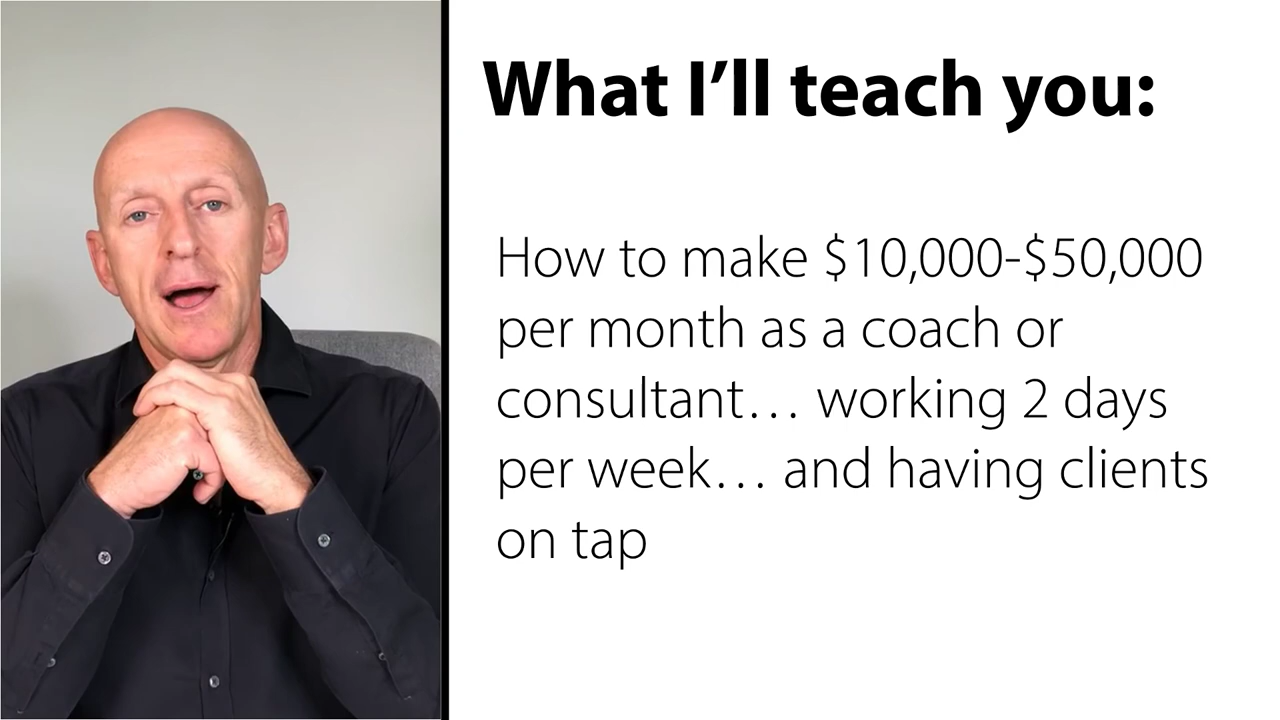 What I’ll teach you:
How to make $10,000-$50,000
per month as a coach or
consultant… working 2 days
per week… and having clients
on tap